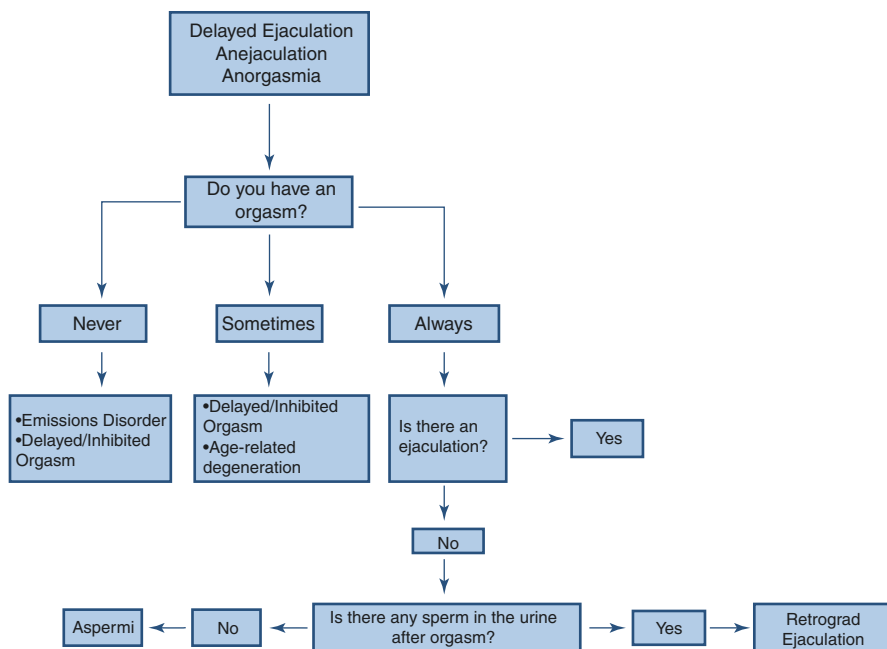 Delayed Ejaculation
Anejaculation
Anorgasmia
Do you have an
orgasm?
Never
Sometimes
Always
•Emissions Disorder
•Delayed/Inhibited
Orgasm
•Delayed/Inhibited
Orgasm
•Age-related
degeneration
Is there an
ejaculation?
Yes
No
Is there any sperm in the urine
after orgasm?
No
Aspermi
Yes
Retrograd
Ejaculation